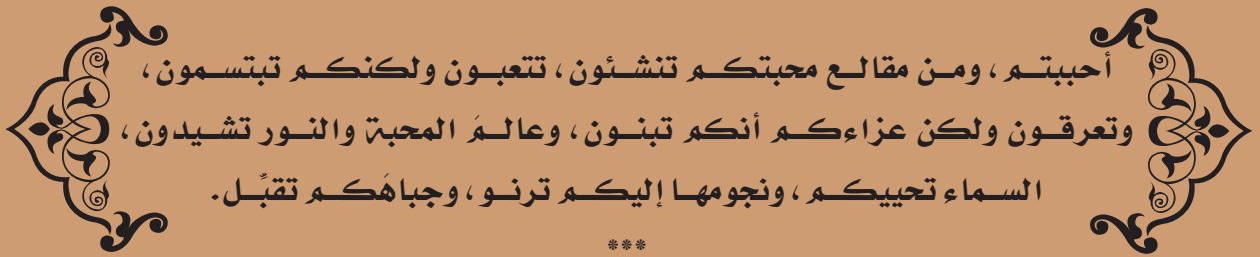 أحببتم، ومن مقالع محبتكم تنشئون، تتعبون ولكنكم تبتسمون،
وتعرقون ولكن عزاءكم أنكم تبنون، وعالمَ المحبة والنور تشيدون،
السماء تحييكم، ونجومها إليكم ترنو، وجباهَكم تقبِّل.
***